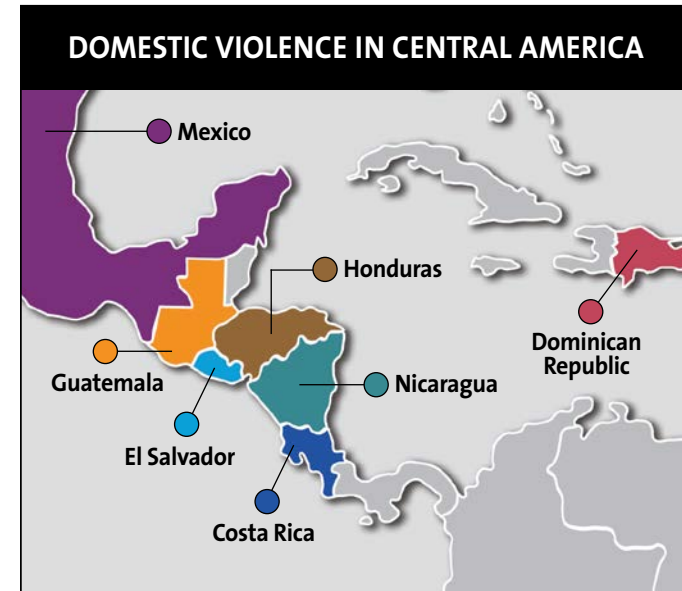 DOMESTIC VIOLENCE IN CENTRAL AMERICA
Mexico
Honduras
Dominican
Republic
Guatemala
Nicaragua
El Salvador
Costa Rica